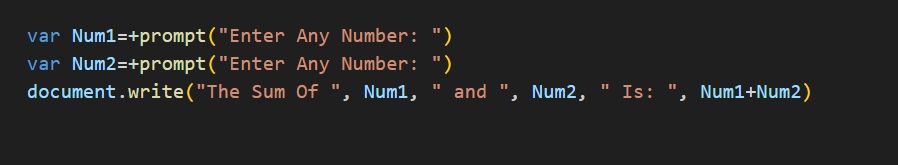 var Num1=+prompt("Enter Any Number: ")
var Num2=+prompt("Enter Any Number: ")
document.write("The Sum Of ", Num1, " and ", Num2, " Is: ", Num1+Num2)